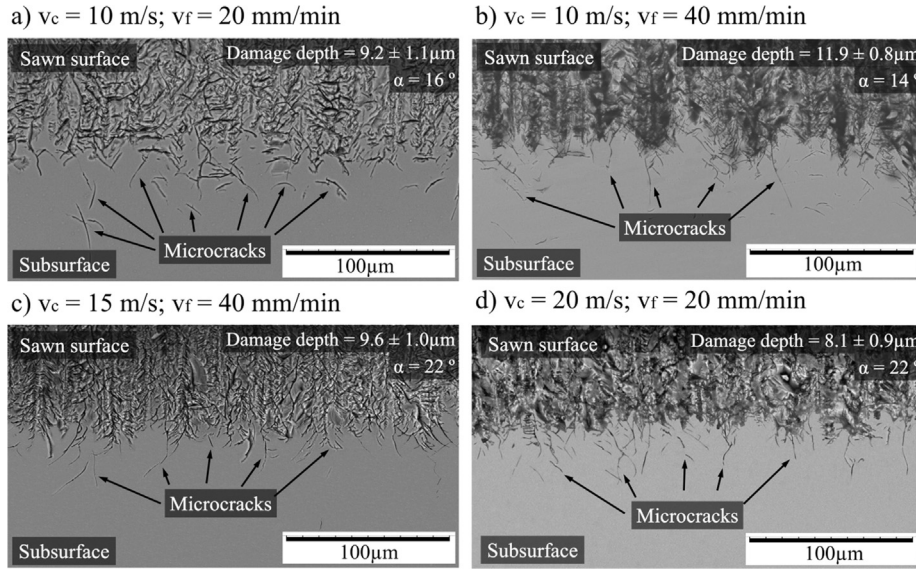 a) vc = 10 m/s; vf = 20 mm/min
Sawn surface
Damage depth = 9.2 ± 1.1µm
α = 16 º
Microcracks
Subsurface
100µm
b) vc = 10 m/s; vf = 40 mm/min
Sawn surface
Damage depth = 11.9 ± 0.8µm
α = 14 º
Microcracks
Subsurface
100µm
c) vc = 15 m/s; vf = 40 mm/min
Sawn surface
Damage depth = 9.6 ± 1.0µm
α = 22 º
Microcracks
Subsurface
100µm
d) vc = 20 m/s; vf = 20 mm/min
Sawn surface
Damage depth = 8.1 ± 0.9µm
α = 22 º
Microcracks
Subsurface
100µm